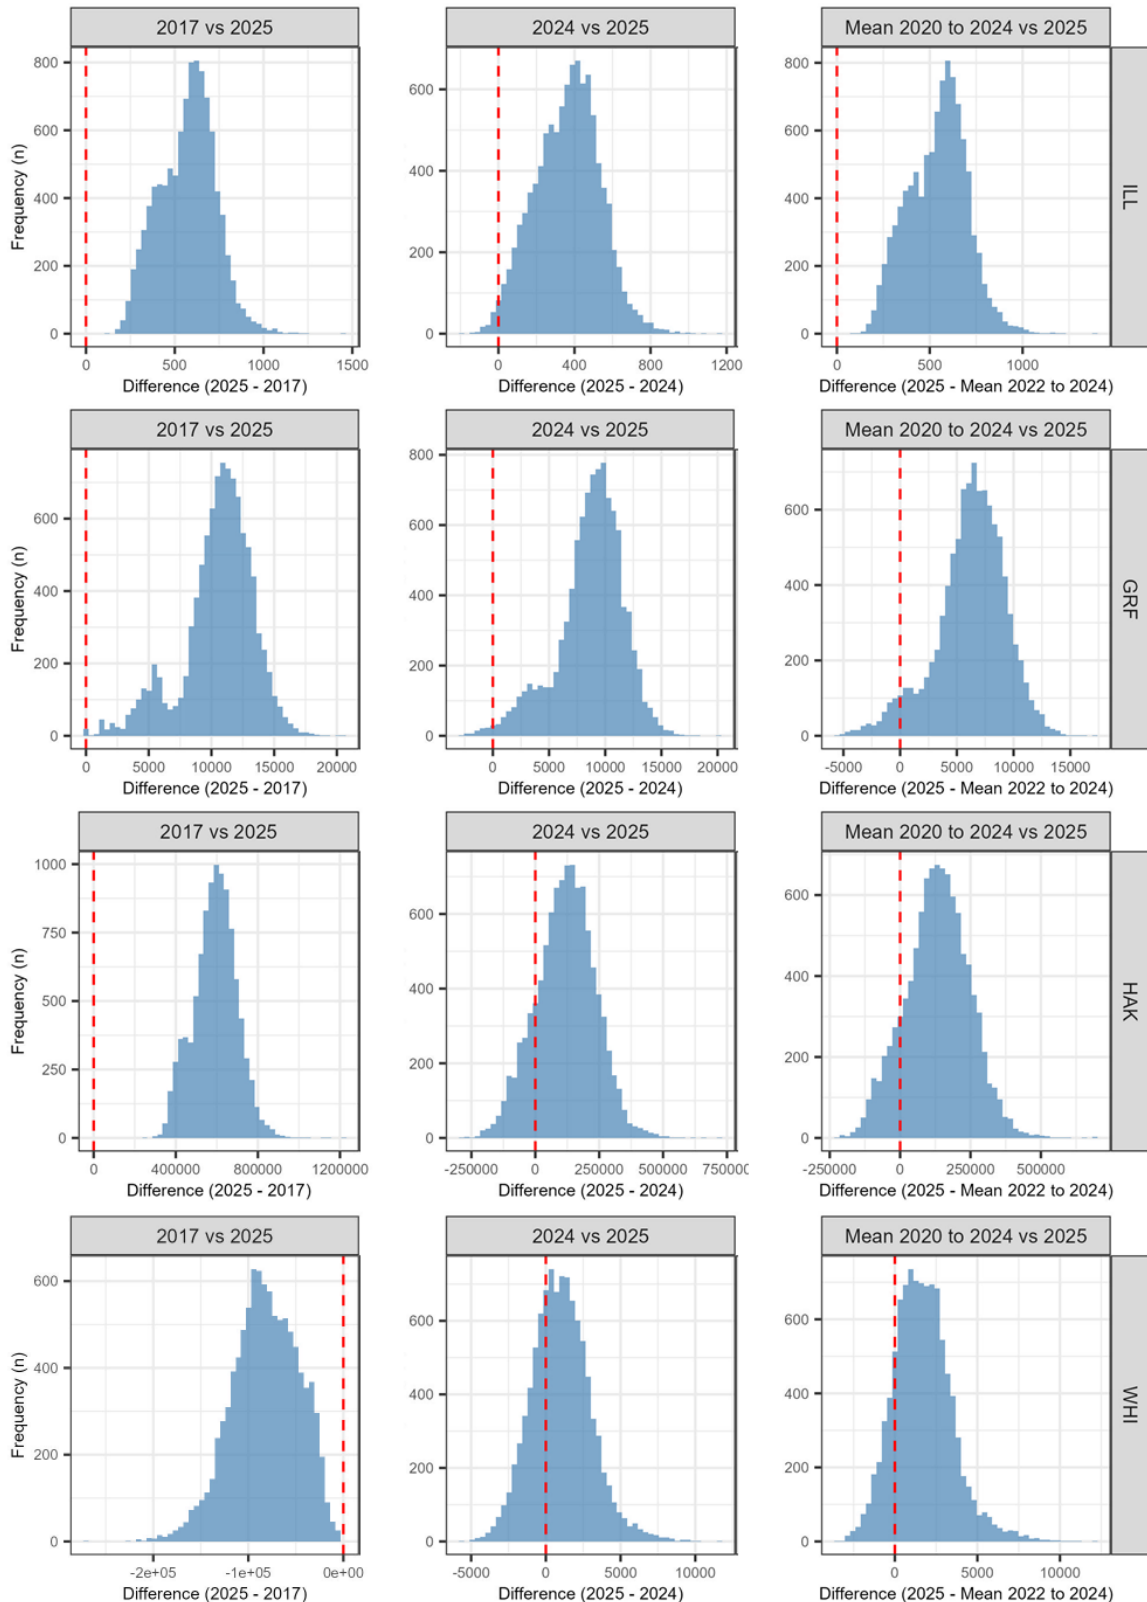 2017 vs 2025
2024 vs 2025
Mean 2020 to 2024 vs 2025
Frequency (n)
800
600
400
200
0
0
500
1000
1500
Difference (2025 - 2017)
600
400
200
0
0
400
800
1200
Difference (2025 - 2024)
800
600
400
200
0
0
500
1000
Difference (2025 - Mean 2022 to 2024)
ILL
2017 vs 2025
2024 vs 2025
Mean 2020 to 2024 vs 2025
Frequency (n)
600
400
200
0
0
5000
10000
15000
20000
Difference (2025 - 2017)
800
600
400
200
0
0
5000
10000
15000
20000
Difference (2025 - 2024)
600
400
200
0
-5000
0
5000
10000
15000
Difference (2025 - Mean 2022 to 2024)
GRF
2017 vs 2025
2024 vs 2025
Mean 2020 to 2024 vs 2025
Frequency (n)
1000
750
500
250
0
0
400000
800000
1200000
Difference (2025 - 2017)
600
400
200
0
-250000
0
250000
500000
750000
Difference (2025 - 2024)
600
400
200
0
-250000
0
250000
500000
Difference (2025 - Mean 2022 to 2024)
HAK
2017 vs 2025
2024 vs 2025
Mean 2020 to 2024 vs 2025
Frequency (n)
600
400
200
0
-2e+05
-1e+05
0e+00
Difference (2025 - 2017)
600
400
200
0
-5000
0
5000
10000
Difference (2025 - 2024)
600
400
200
0
0
5000
10000
Difference (2025 - Mean 2022 to 2024)
WHI